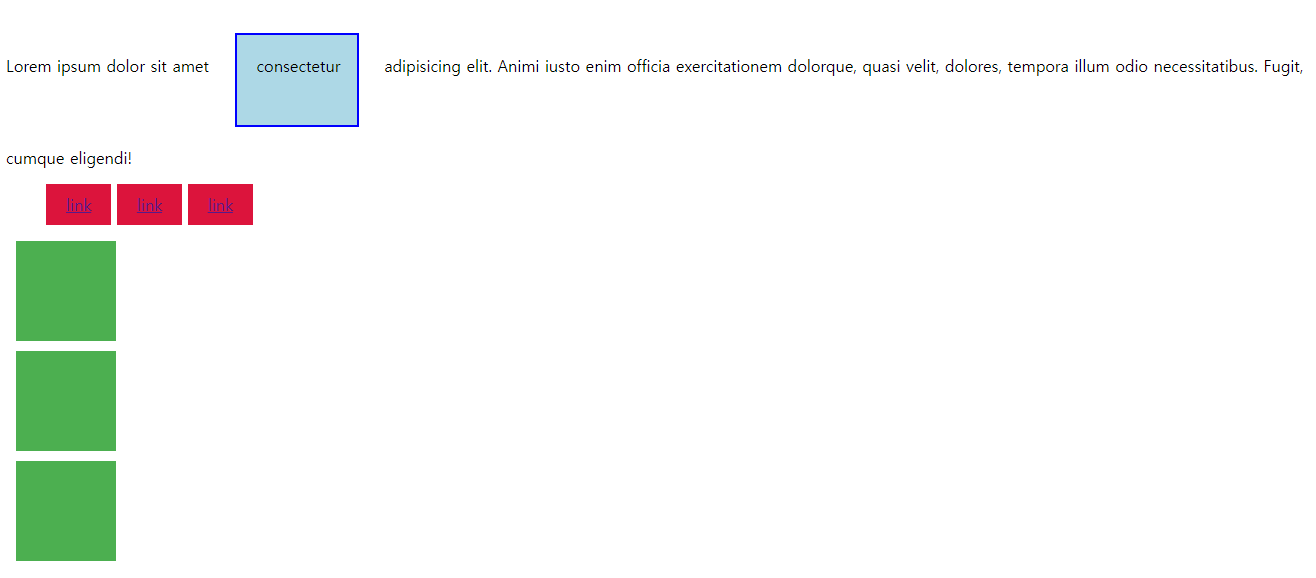 Lorem ipsum dolor sit amet consectetur adipisicing elit. Animi iusto enim officia exercitationem dolorque, quasi velit, dolores, tempora illum odio necessitatibus. Fugit,
cumque eligendi!
link link link